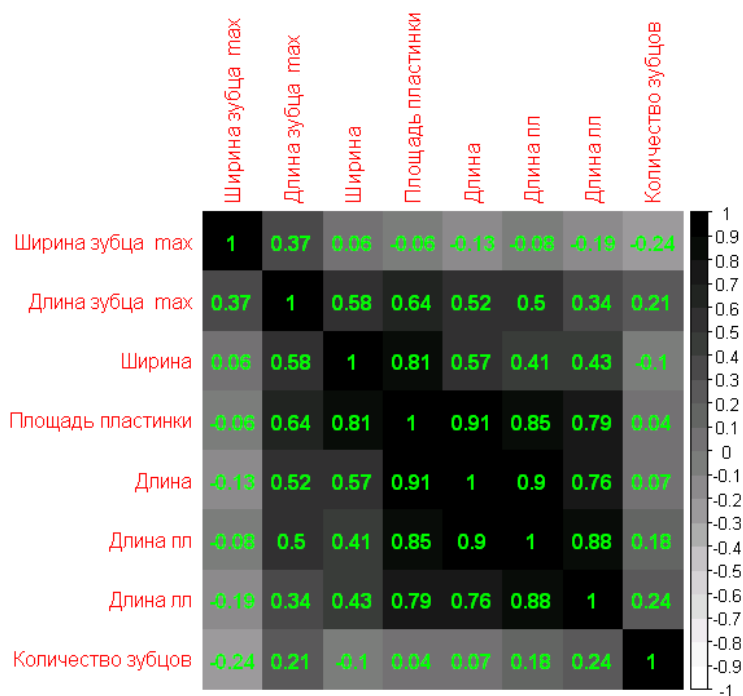 Ширина зубца max
Длина зубца max
Ширина
Площадь пластинки
Длина
Длина пл
Длина лл
Количество зубцов
Ширина зубца max 1 0.37 0.06 -0.06 -0.13 -0.08 -0.19 -0.24
Длина зубца max 0.37 1 0.58 0.64 0.52 0.5 0.34 0.21
Ширина 0.06 0.58 1 0.81 0.57 0.41 0.43 -0.1
Площадь пластинки -0.06 0.64 0.81 1 0.91 0.85 0.79 0.04
Длина -0.13 0.52 0.57 0.91 1 0.9 0.76 0.07
Длина пл -0.08 0.5 0.41 0.85 0.9 1 0.88 0.18
Длина лл -0.19 0.34 0.43 0.79 0.76 0.88 1 0.24
Количество зубцов -0.24 0.21 -0.1 0.04 0.07 0.18 0.24 1
1
0.9
0.8
0.7
0.6
0.5
0.4
0.3
0.2
0.1
0
-0.1
-0.2
-0.3
-0.4
-0.5
-0.6
-0.7
-0.8
-0.9
-1